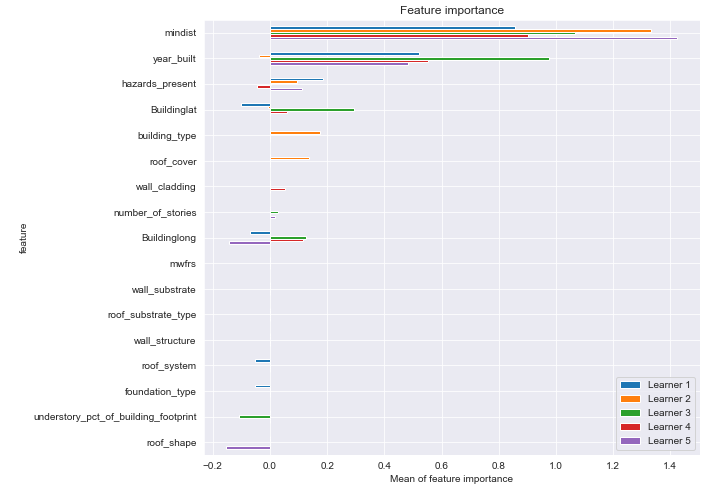 Feature importance
mindist
year_built
hazards_present
Buildinglat
building_type
roof_cover
wall_cladding
number_of_stories
Buildinglong
mwfrs
wall_substrate
roof_substrate_type
wall_structure
roof_system
foundation_type
understory_pct_of_building_footprint
roof_shape
feature
Learner 1
Learner 2
Learner 3
Learner 4
Learner 5
−0.2 0.0 0.2 0.4 0.6 0.8 1.0 1.2 1.4
Mean of feature importance